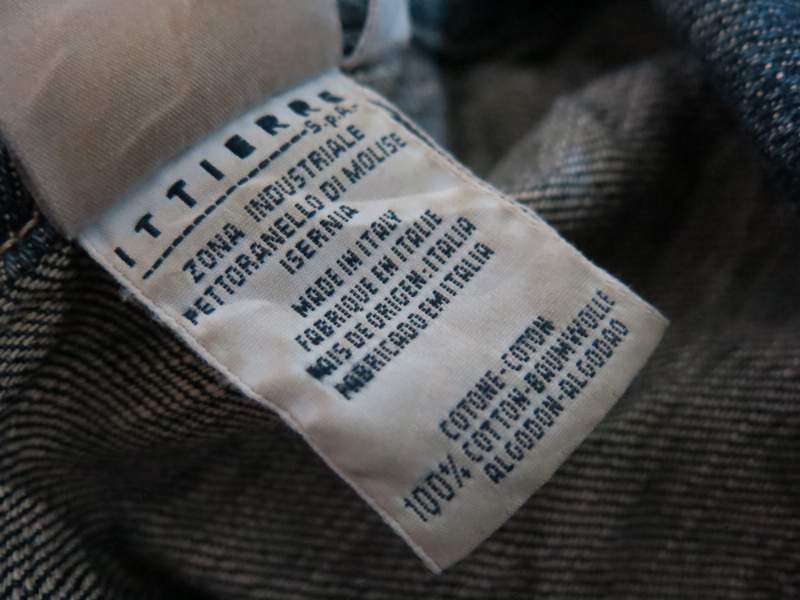 ITTIERRE
S.P.A.
ZONA INDUSTRIALE
PETTORANELLO DI MOLISE
ISERNIA
MADE IN ITALY
FABRIQUE EN ITALIE
PAIS DE ORIGEN: ITALIA
FABRICADO EM ITALIA
COTONE-COTON
100% COTTON-BAUMWOLLE
ALGODON-ALGODAO